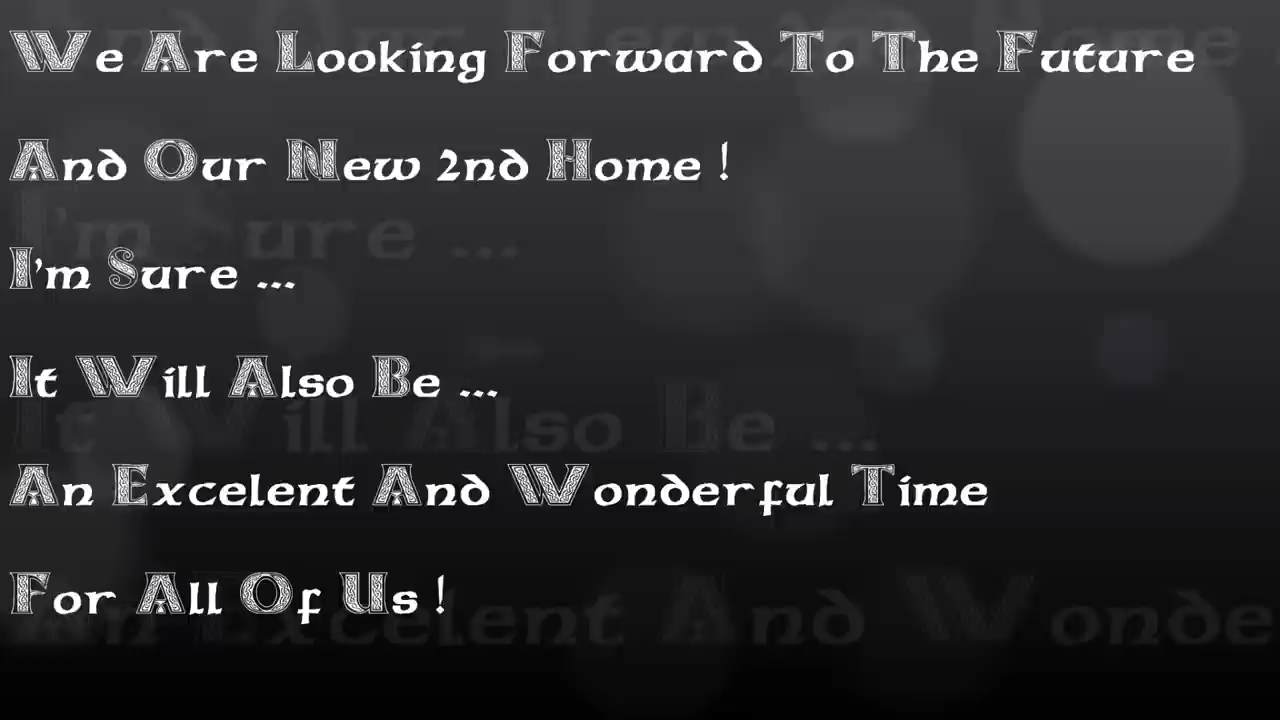 We Are Looking Forward To The Future
And Our New 2nd Home !
I'm Sure ...
It Will Also Be ...
An Excelent And Wonderful Time
For All Of Us !